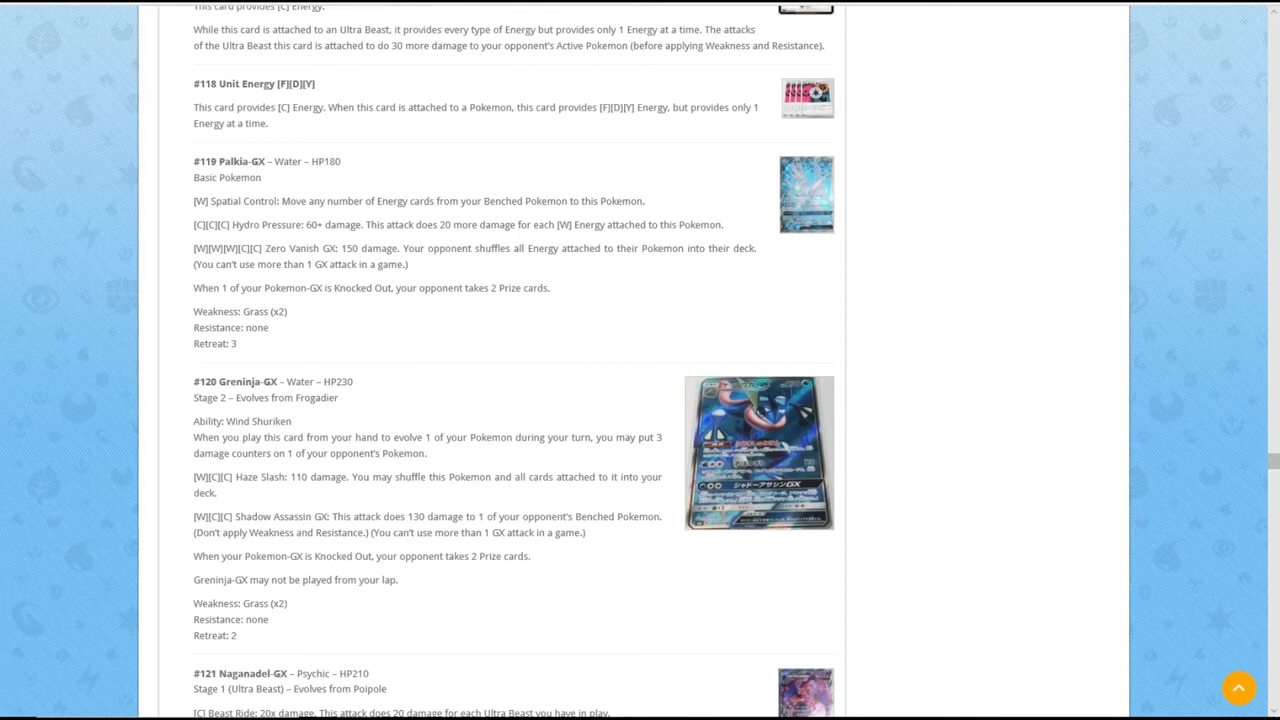 This card provides [C] Energy.
While this card is attached to an Ultra Beast, it provides every type of Energy but provides only 1 Energy at a time. The attacks
of the Ultra Beast this card is attached to do 30 more damage to your opponent's Active Pokemon (before applying Weakness and Resistance).
#118 Unit Energy [F][D][Y]
This card provides [C] Energy. When this card is attached to a Pokemon, this card provides [F][D][Y] Energy, but provides only 1
Energy at a time.
#119 Palkia-GX – Water – HP180
Basic Pokemon
[W] Spatial Control: Move any number of Energy cards from your Benched Pokemon to this Pokemon.
[C][C][C] Hydro Pressure: 60+ damage. This attack does 20 more damage for each [W] Energy attached to this Pokemon.
[W][W][W][C][C] Zero Vanish GX: 150 damage. Your opponent shuffles all Energy attached to their Pokemon into their deck.
(You can't use more than 1 GX attack in a game.)
When 1 of your Pokemon-GX is Knocked Out, your opponent takes 2 Prize cards.
Weakness: Grass (x2)
Resistance: none
Retreat: 3
#120 Greninja-GX – Water – HP230
Stage 2 – Evolves from Frogadier
Ability: Wind Shuriken
When you play this card from your hand to evolve 1 of your Pokemon during your turn, you may put 3
damage counters on 1 of your opponent's Pokemon.
[W][C][C] Haze Slash: 110 damage. You may shuffle this Pokemon and all cards attached to it into your
deck.
[W][C][C] Shadow Assassin GX: This attack does 130 damage to 1 of your opponent's Benched Pokemon.
(Don't apply Weakness and Resistance.) (You can't use more than 1 GX attack in a game.)
When your Pokemon-GX is Knocked Out, your opponent takes 2 Prize cards.
Greninja-GX may not be played from your lap.
Weakness: Grass (x2)
Resistance: none
Retreat: 2
シャドーアサシンGX
#121 Naganadel-GX – Psychic – HP210
Stage 1 (Ultra Beast) – Evolves from Poipole
[C] Beast Ride: 20x damage. This attack does 20 damage for each Ultra Beast you have in play.